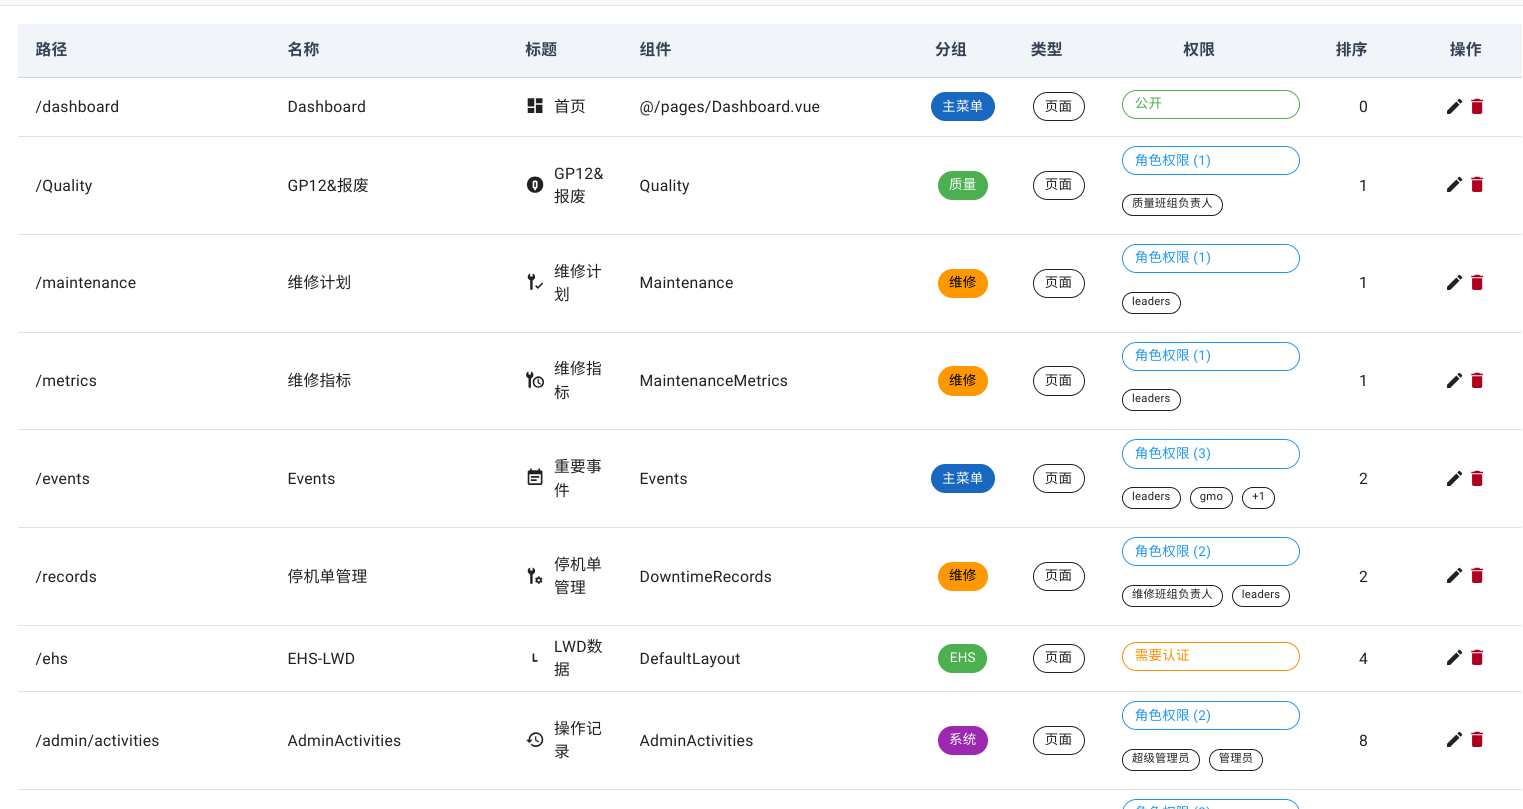 路径 名称 标题 组件 分组 类型 权限 排序 操作
/dashboard Dashboard 首页 @/pages/Dashboard.vue 主菜单 页面 公开 0
/Quality GP12&报废 GP12& Quality 质量 页面 角色权限 (1) 1
报废 质量班组负责人
/maintenance 维修计划 维修计 Maintenance 维修 页面 角色权限 (1) 1
划 leaders
/metrics 维修指标 维修指 MaintenanceMetrics 维修 页面 角色权限 (1) 1
标 leaders
/events Events 重要事 Events 主菜单 页面 角色权限 (3) 2
件 leaders gmo +1
/records 停机单管理 停机单 DowntimeRecords 维修 页面 角色权限 (2) 2
管理 维修班组负责人 leaders
/ehs EHS-LWD L LWD数 DefaultLayout EHS 页面 需要认证 4
据
/admin/activities AdminActivities 操作记 AdminActivities 系统 页面 角色权限 (2) 8
录 超级管理员 管理员